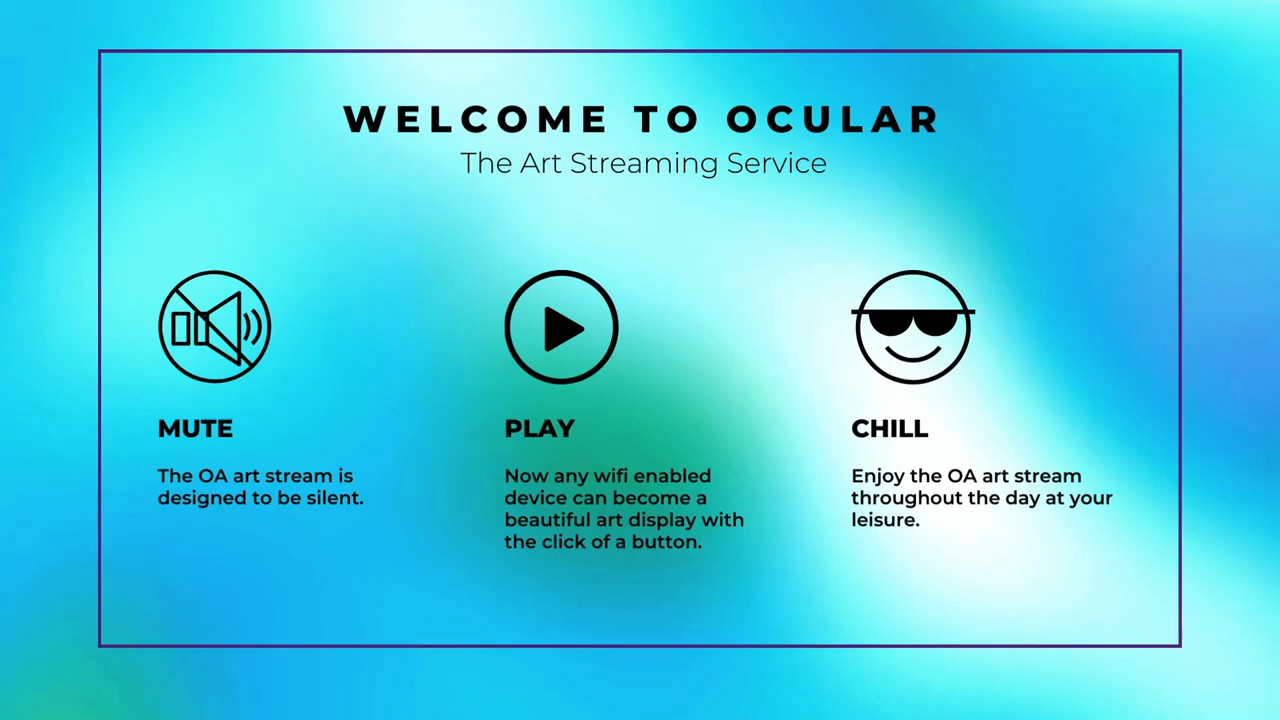 WELCOME TO OCULAR
The Art Streaming Service
MUTE
The OA art stream is
designed to be silent.
PLAY
Now any wifi enabled
device can become a
beautiful art display with
the click of a button.
CHILL
Enjoy the OA art stream
throughout the day at your
leisure.